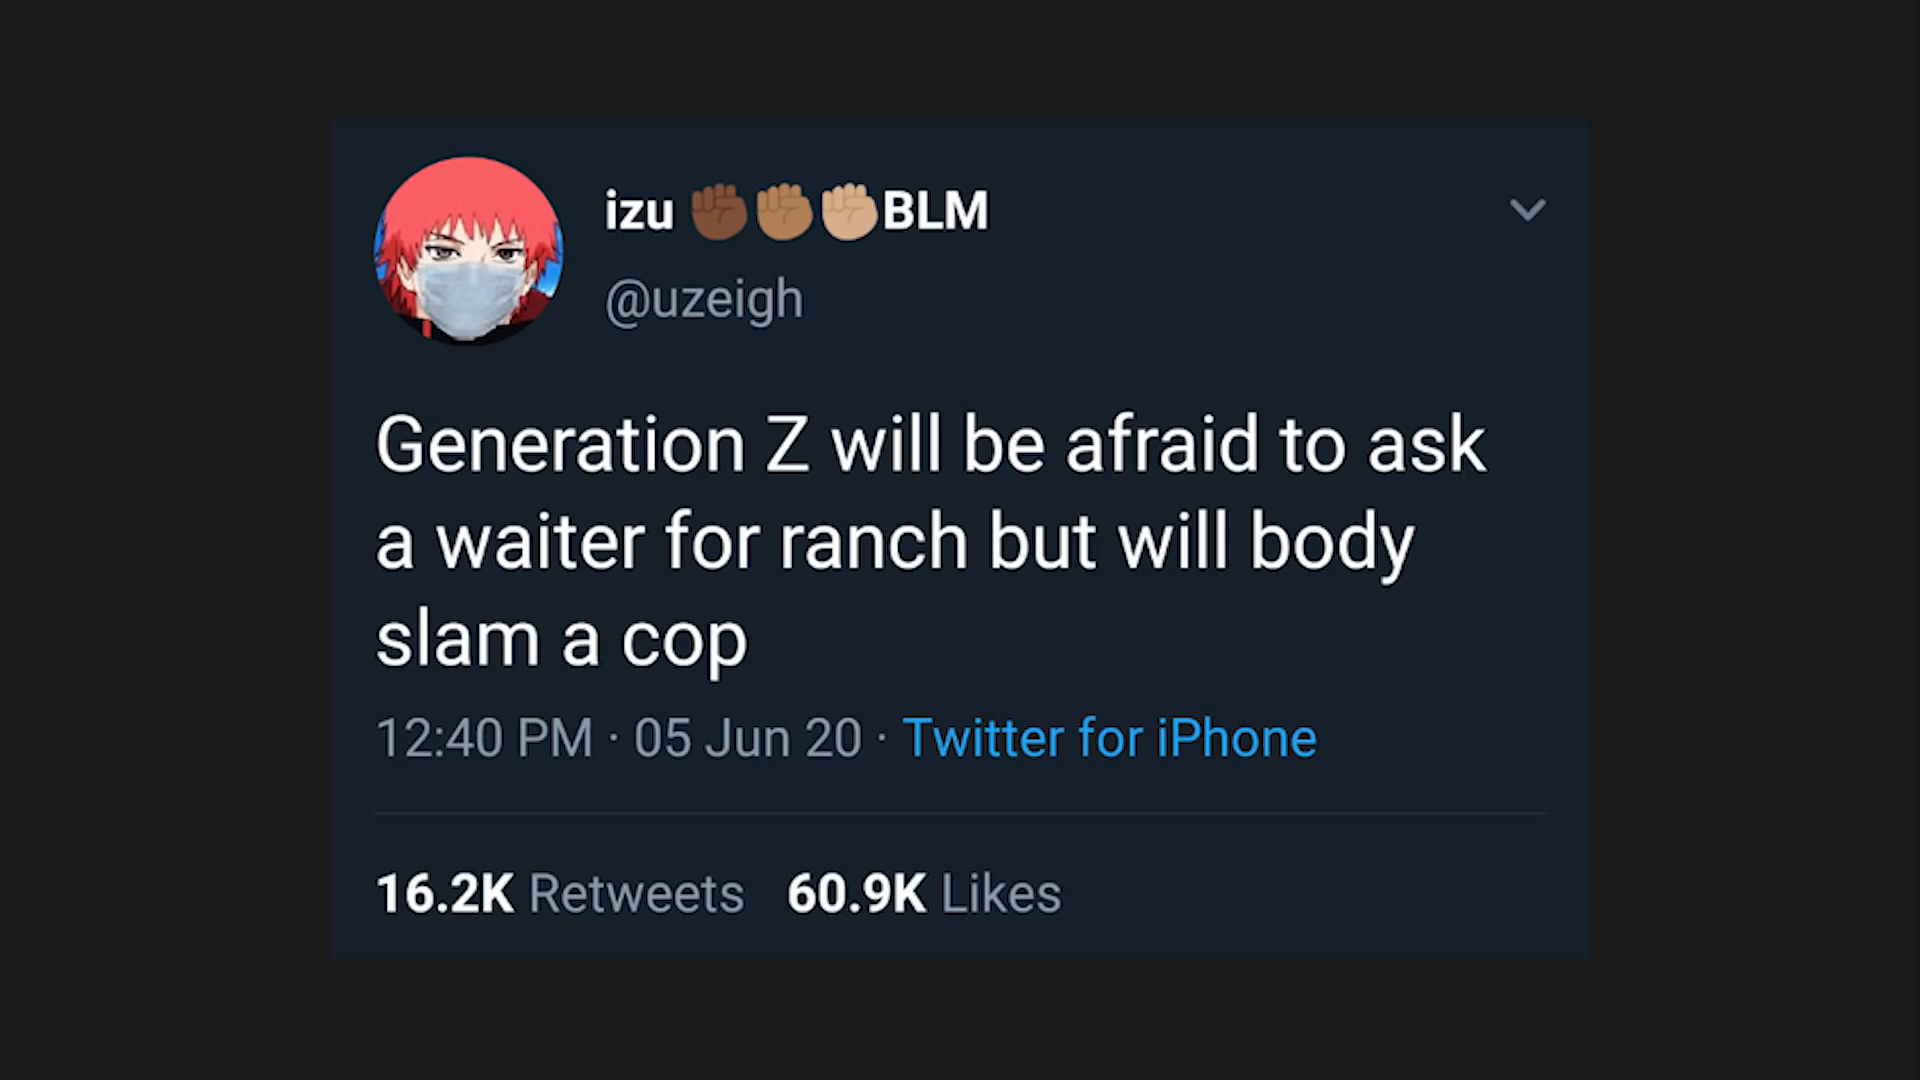 izu ✊🏾✊🏽✊🏼BLM
@uzeigh
Generation Z will be afraid to ask
a waiter for ranch but will body
slam a cop
12:40 PM · 05 Jun 20 · Twitter for iPhone
16.2K Retweets 60.9K Likes